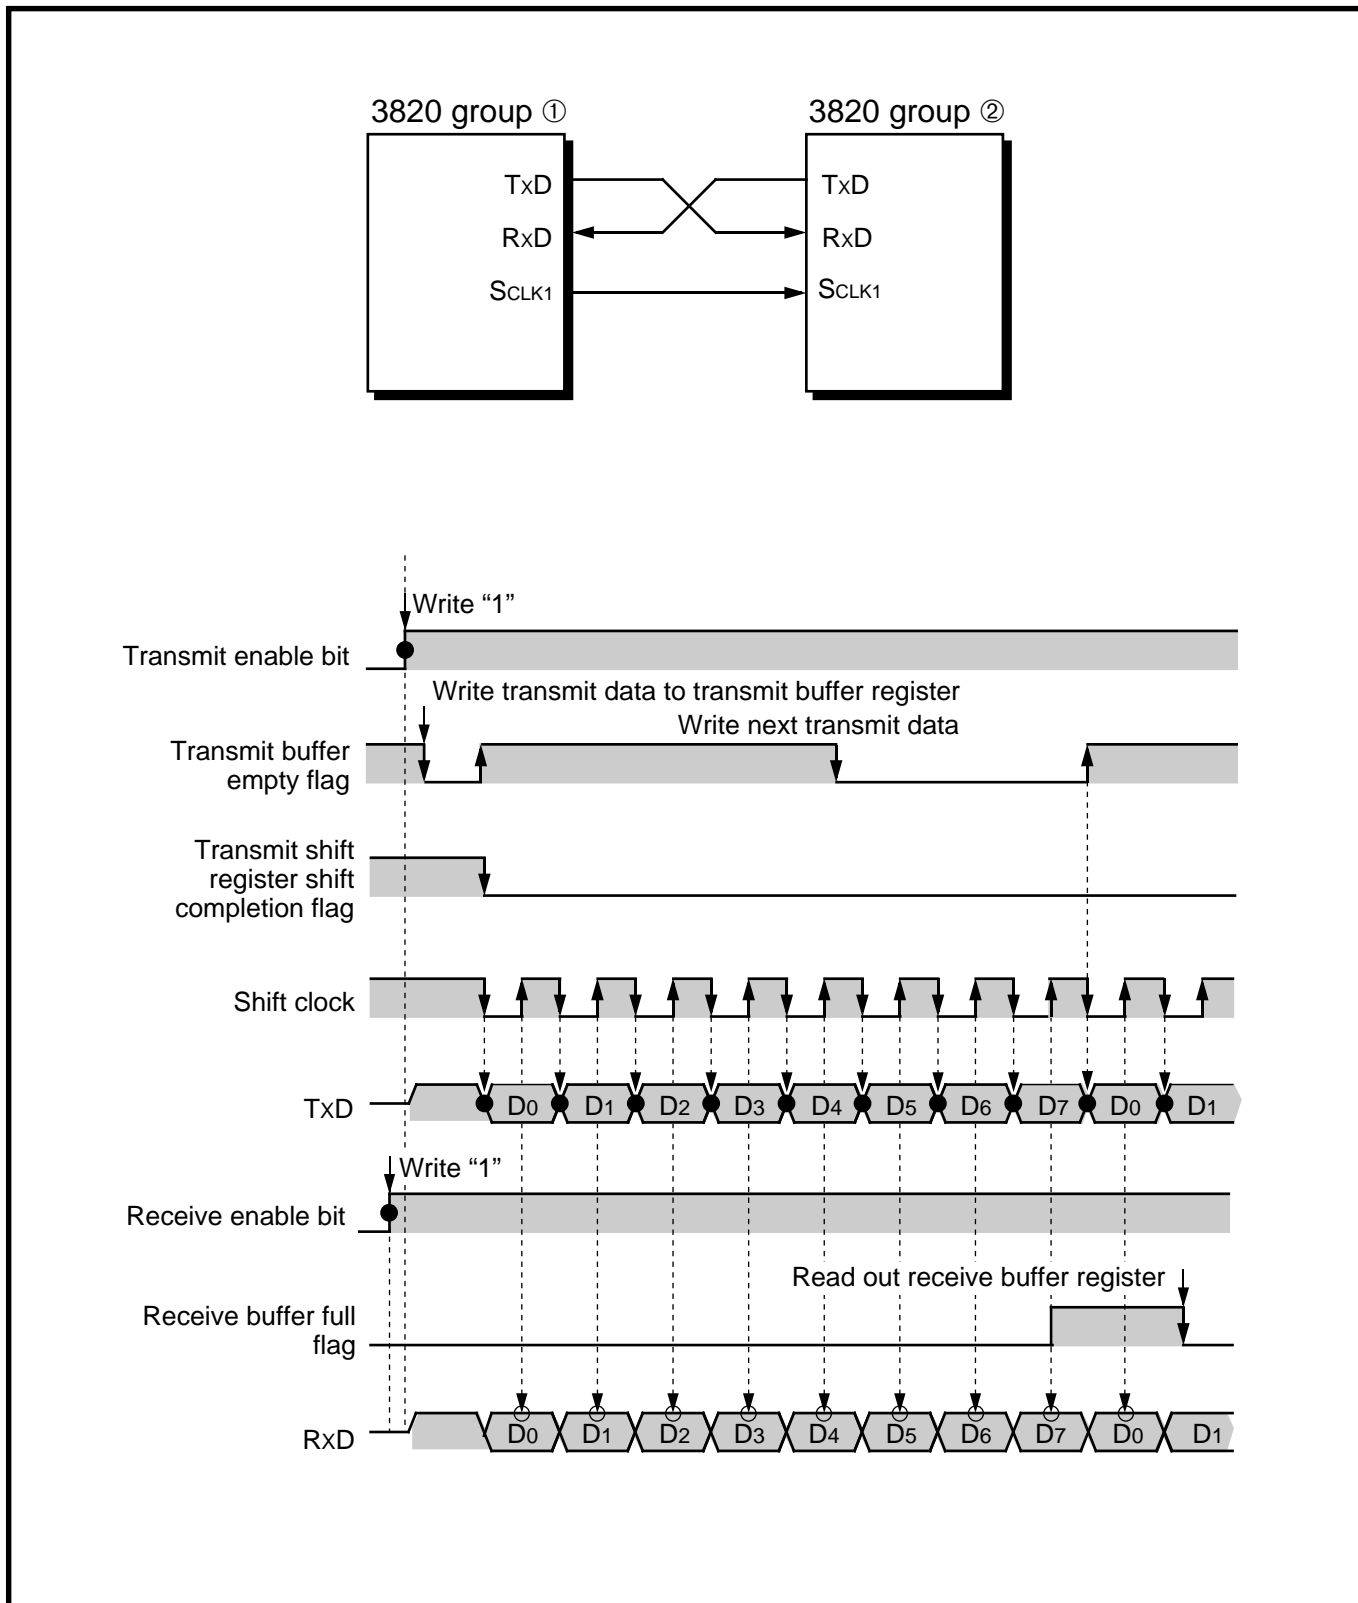 3820 group ①
3820 group ②
TxD
TxD
RxD
RxD
SCLK1
SCLK1
Write “1”
Transmit enable bit
Write transmit data to transmit buffer register
Write next transmit data
Transmit buffer
empty flag
Transmit shift
register shift
completion flag
Shift clock
TxD
D0 D1 D2 D3 D4 D5 D6 D7 D0 D1
Write “1”
Receive enable bit
Read out receive buffer register
Receive buffer full
flag
RxD
D0 D1 D2 D3 D4 D5 D6 D7 D0 D1